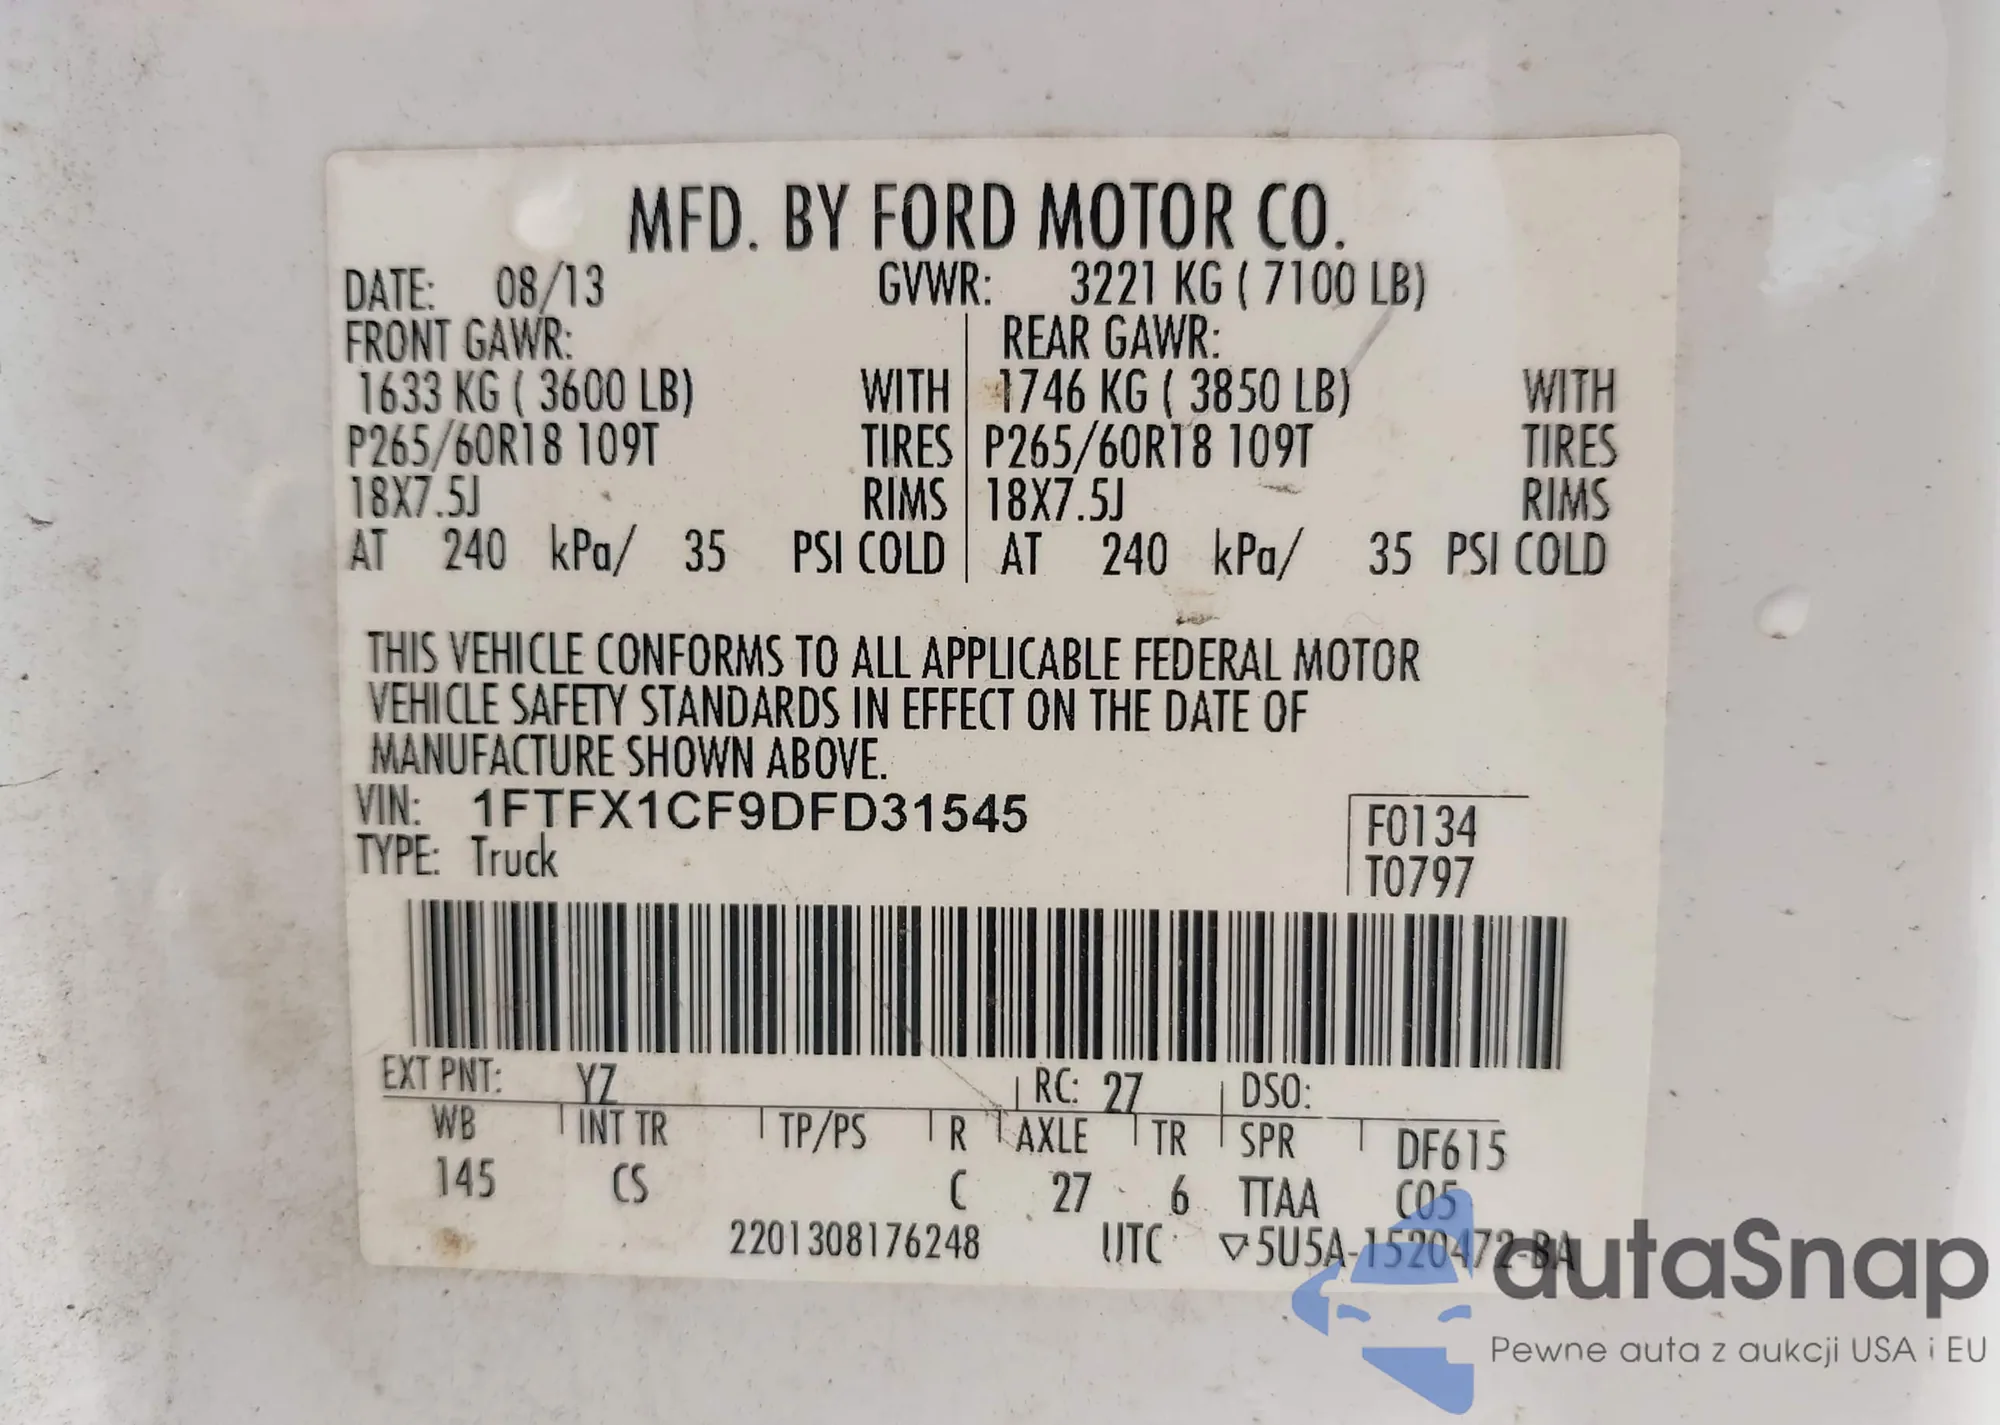 MFD. BY FORD MOTOR CO.
DATE: 08/13 GVWR: 3221 KG ( 7100 LB)
FRONT GAWR: REAR GAWR:
1633 KG ( 3600 LB) WITH 1746 KG ( 3850 LB) WITH
P265/60R18 109T TIRES P265/60R18 109T TIRES
18X7.5J RIMS 18X7.5J RIMS
AT 240 kPa/ 35 PSI COLD AT 240 kPa/ 35 PSI COLD
THIS VEHICLE CONFORMS TO ALL APPLICABLE FEDERAL MOTOR
VEHICLE SAFETY STANDARDS IN EFFECT ON THE DATE OF
MANUFACTURE SHOWN ABOVE.
VIN: 1FTFX1CF9DFD31545
F0134
TYPE: Truck
T0797
EXT PNT: YZ RC: 27 DSO:
WB INT TR TP/PS R AXLE TR SPR DF615
145 CS C 27 6 TTAA C05
2201308176248 UTC ▽5U5A-1520472-BA
autaSnap
Pewne auta z aukcji USA i EU